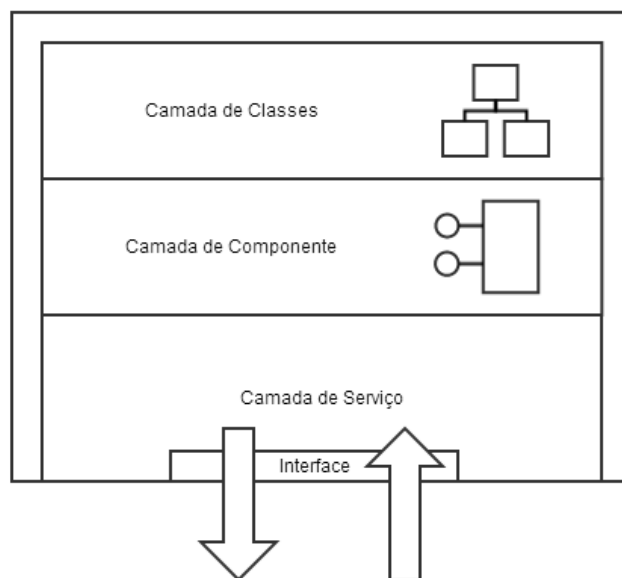 Camada de Classes
Camada de Componente
Camada de Serviço
Interface